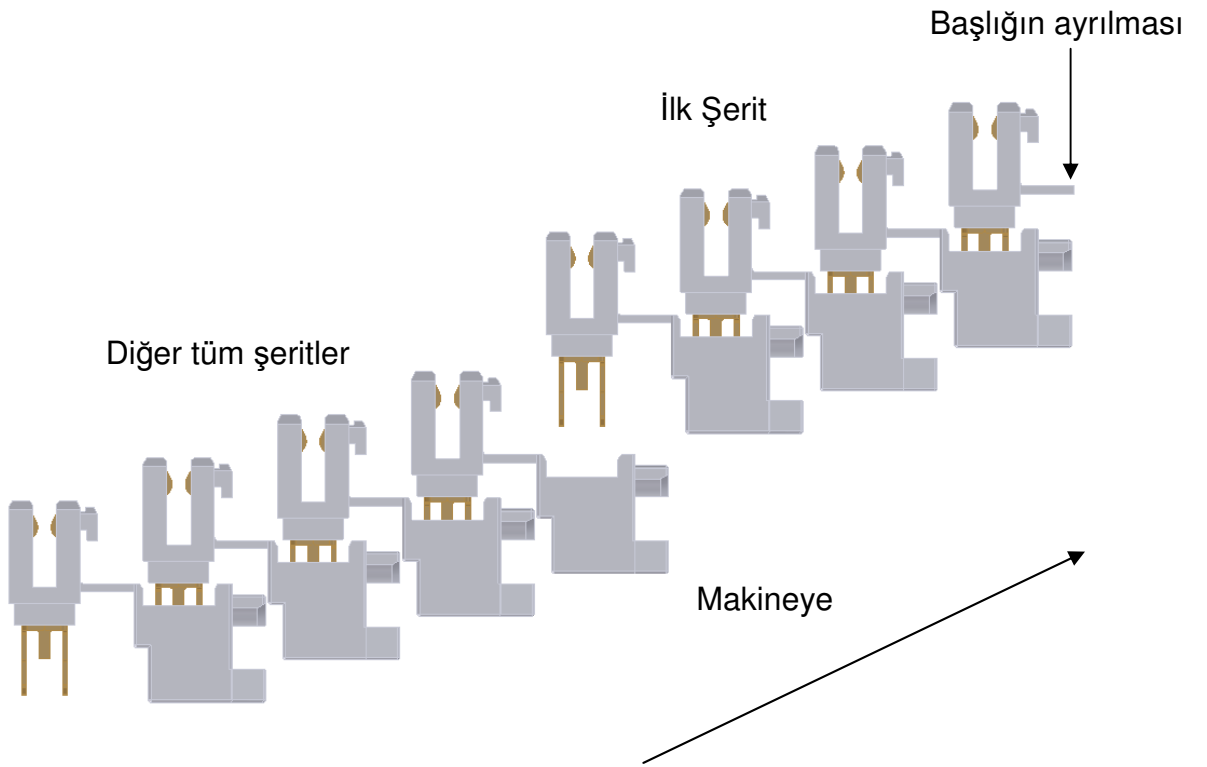 Başlığın ayrılması
İlk Şerit
Diğer tüm şeritler
Makineye